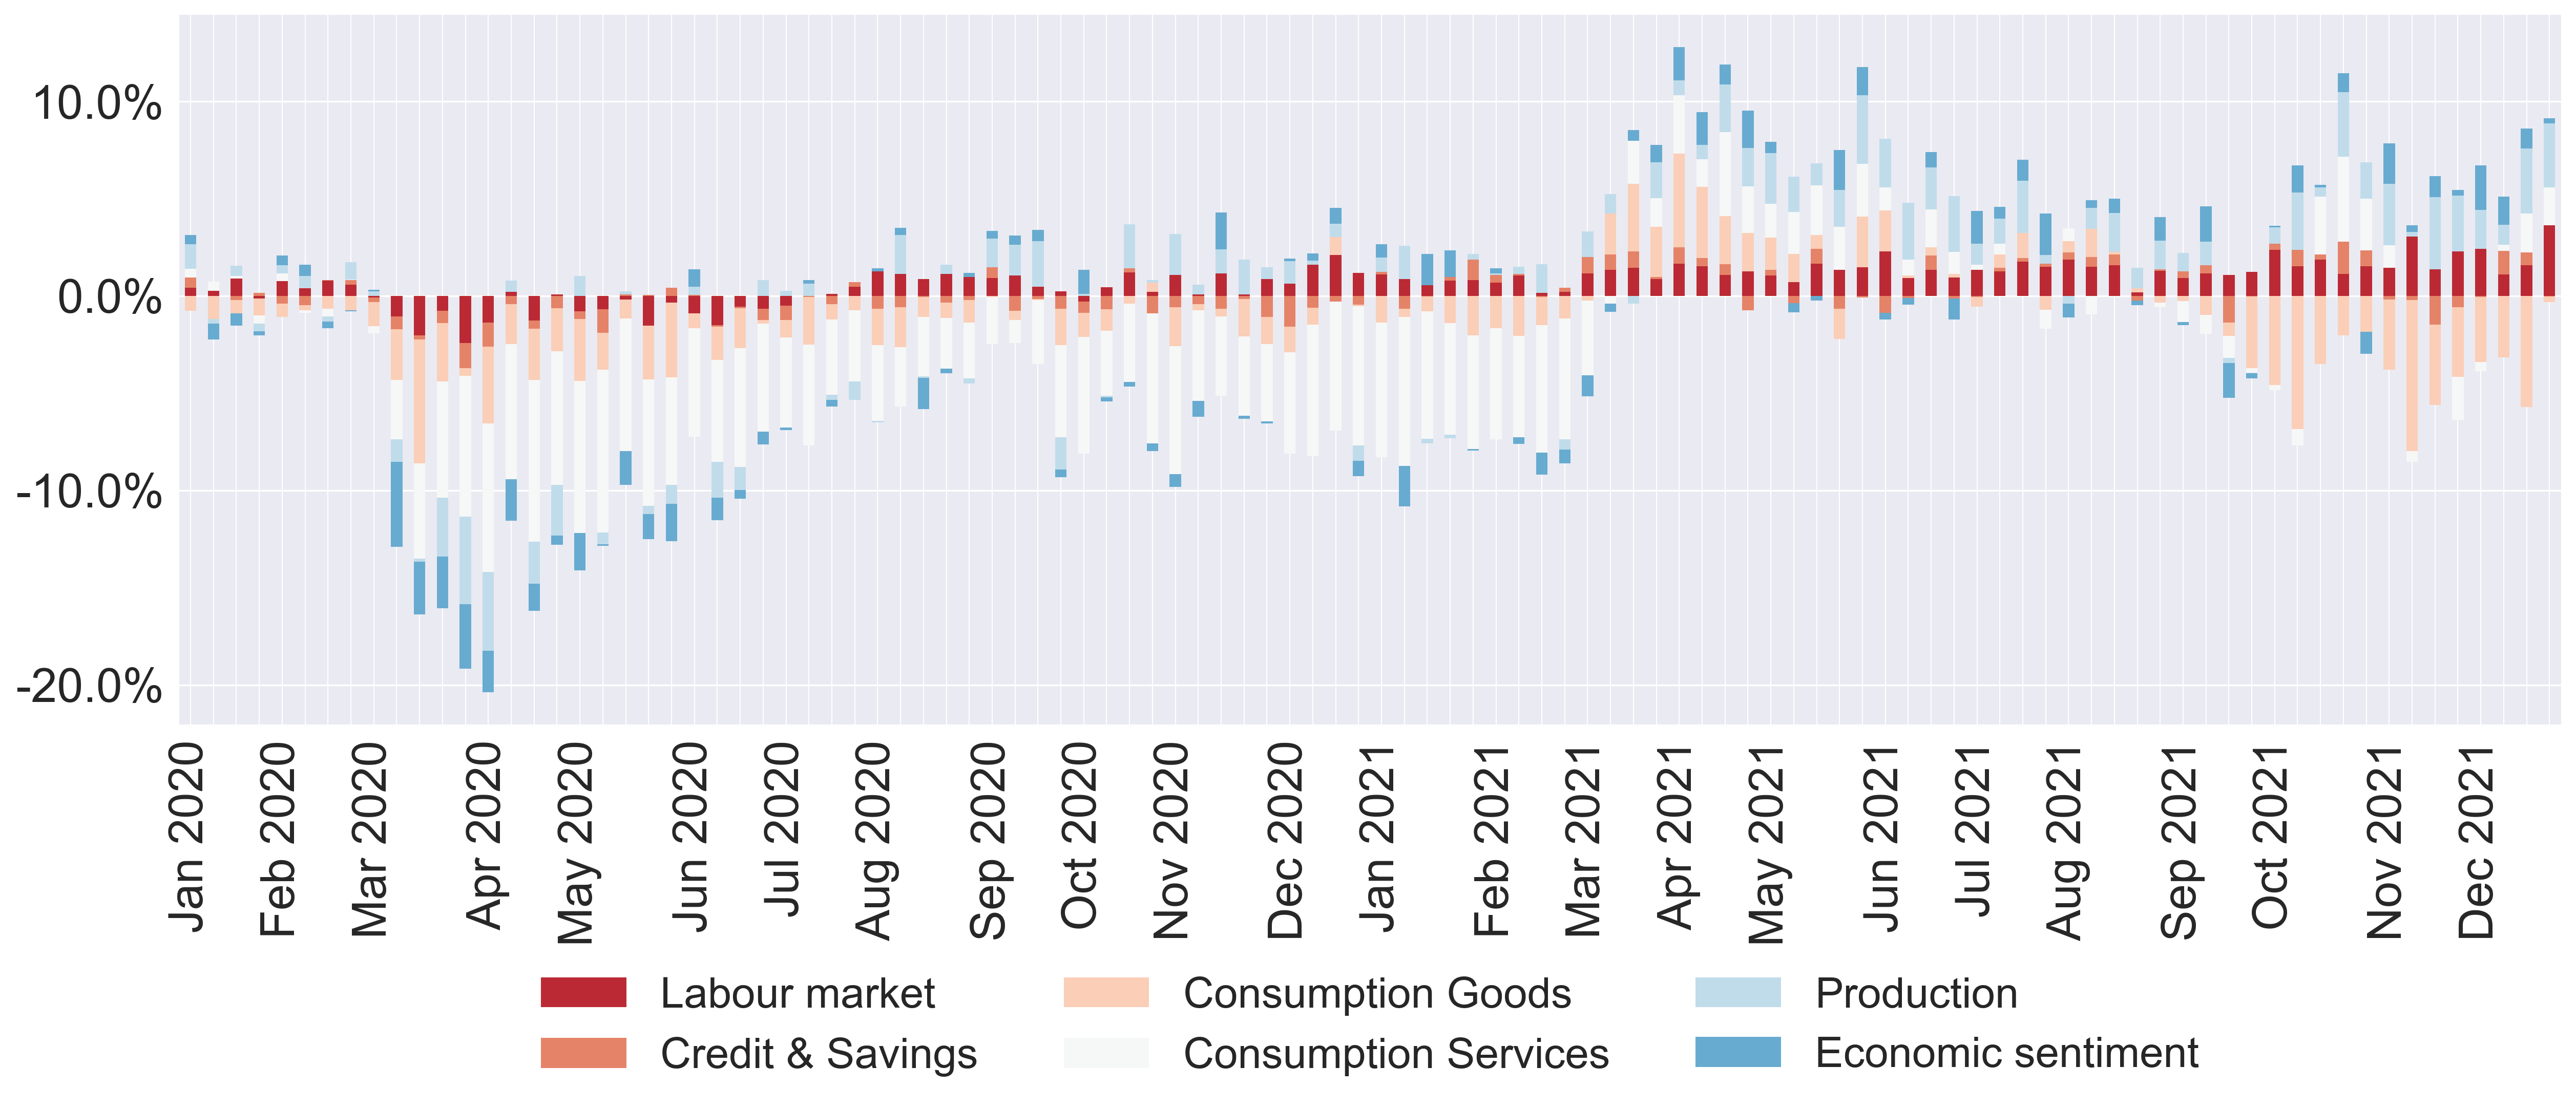 10.0%
0.0%
-10.0%
-20.0%
Jan 2020
Feb 2020
Mar 2020
Apr 2020
May 2020
Jun 2020
Jul 2020
Aug 2020
Sep 2020
Oct 2020
Nov 2020
Dec 2020
Jan 2021
Feb 2021
Mar 2021
Apr 2021
May 2021
Jun 2021
Jul 2021
Aug 2021
Sep 2021
Oct 2021
Nov 2021
Dec 2021
Labour market
Consumption Goods
Production
Credit & Savings
Consumption Services
Economic sentiment